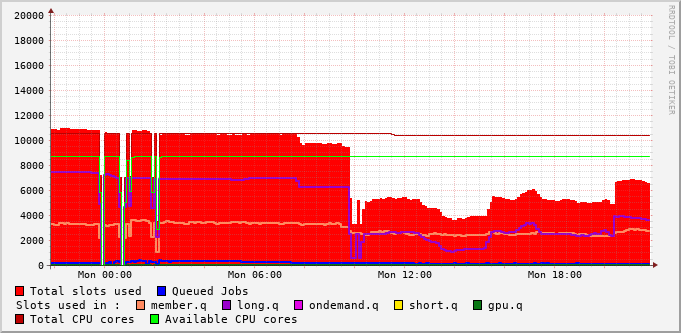 20000
18000
16000
14000
12000
10000
8000
6000
4000
2000
0
Mon 00:00 Mon 06:00 Mon 12:00 Mon 18:00
RRDTOOL / TOBI OETIKER
Total slots used Queued Jobs
Slots used in : member.q long.q ondemand.q short.q gpu.q
Total CPU cores Available CPU cores